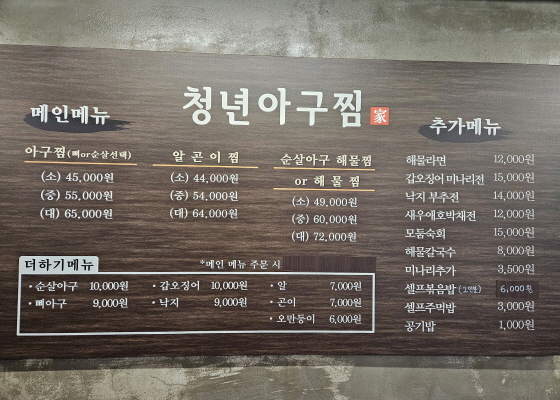 청년아구찜 家
메인메뉴
아구찜(뼈or순살선택)
(소) 45,000원
(중) 55,000원
(대) 65,000원
알곤이찜
(소) 44,000원
(중) 54,000원
(대) 64,000원
순살아구 해물찜
or 해물찜
(소) 49,000원
(중) 60,000원
(대) 72,000원
더하기메뉴
*메인 메뉴 주문 시
• 순살아구 10,000원
• 뼈아구 9,000원
• 갑오징어 10,000원
• 낙지 9,000원
• 알 7,000원
• 곤이 7,000원
• 오만둥이 6,000원
추가메뉴
해물라면 12,000원
갑오징어 미나리전 15,000원
낙지 부추전 14,000원
새우애호박채전 12,000원
모둠숙회 15,000원
해물칼국수 8,000원
미나리추가 3,500원
셀프볶음밥 6,000원
셀프주먹밥 3,000원
공기밥 1,000원